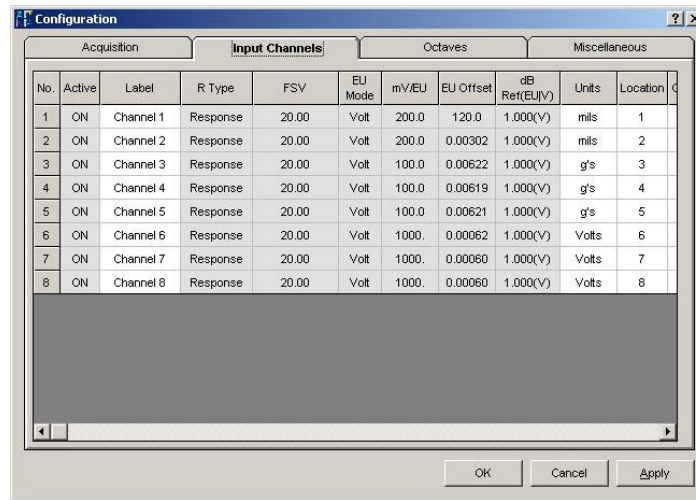 Configuration
Acquisition Input Channels Octaves Miscellaneous
No. Active Label R Type FSV EU Mode mV/EU EU Offset dB Ref(EU|V) Units Location
1 ON Channel 1 Response 20.00 Volt 200.0 120.0 1.000(V) mils 1
2 ON Channel 2 Response 20.00 Volt 200.0 0.00302 1.000(V) mils 2
3 ON Channel 3 Response 20.00 Volt 100.0 0.00622 1.000(V) g's 3
4 ON Channel 4 Response 20.00 Volt 100.0 0.00619 1.000(V) g's 4
5 ON Channel 5 Response 20.00 Volt 100.0 0.00621 1.000(V) g's 5
6 ON Channel 6 Response 20.00 Volt 1000. 0.00062 1.000(V) Volts 6
7 ON Channel 7 Response 20.00 Volt 1000. 0.00060 1.000(V) Volts 7
8 ON Channel 8 Response 20.00 Volt 1000. 0.00060 1.000(V) Volts 8
OK Cancel Apply